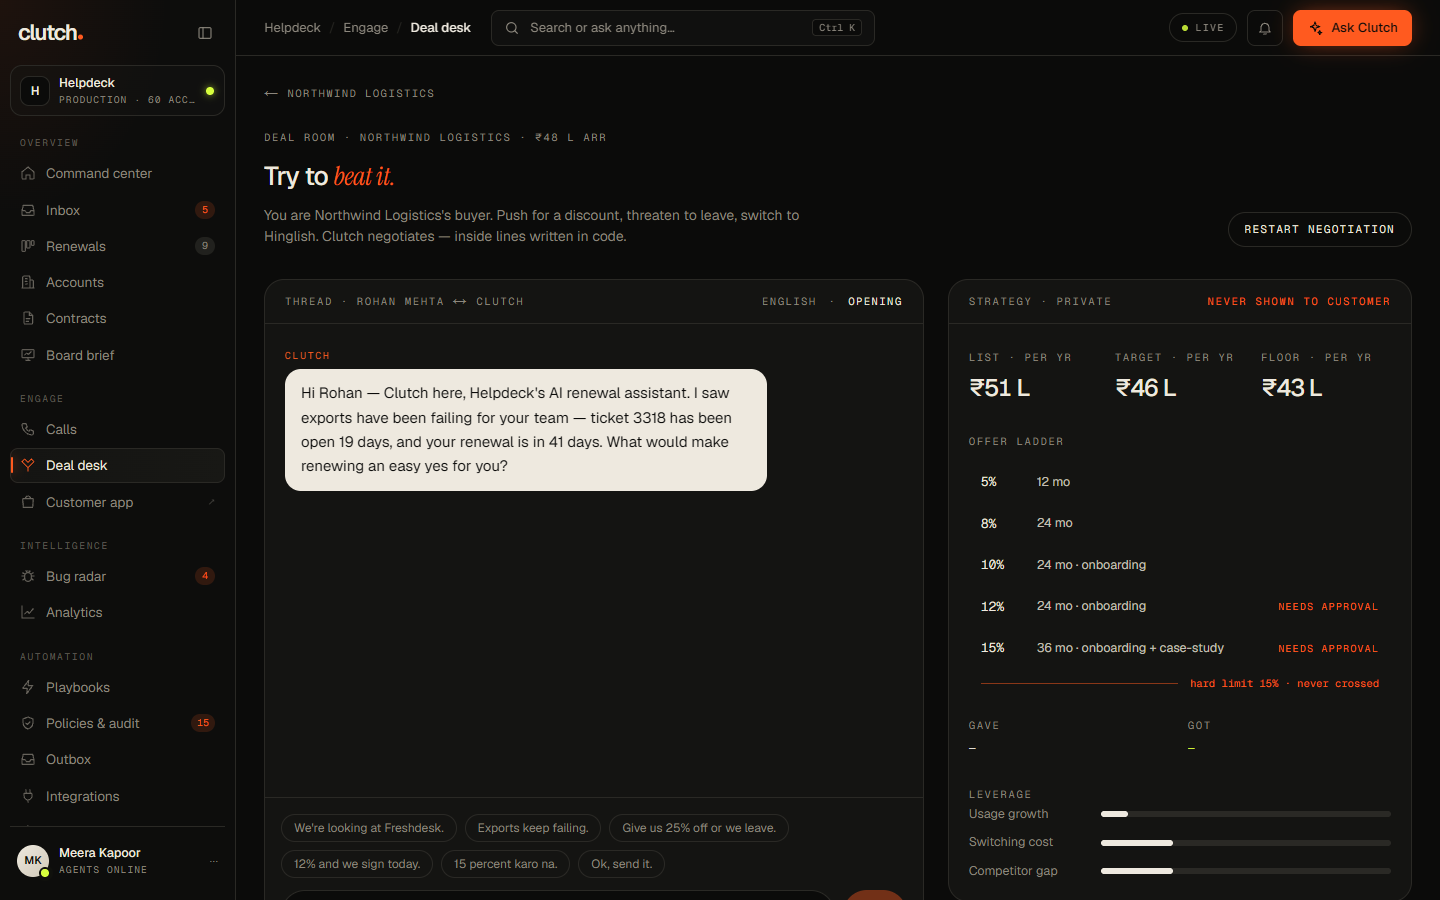 clutch.
H
Helpdeck
PRODUCTION · 60 ACC…
OVERVIEW
Command center
Inbox 5
Renewals 9
Accounts
Contracts
Board brief
ENGAGE
Calls
Deal desk
Customer app ↗
INTELLIGENCE
Bug radar 4
Analytics
AUTOMATION
Playbooks
Policies & audit 15
Outbox
Integrations
MK
Meera Kapoor
AGENTS ONLINE
...
Helpdeck / Engage / Deal desk
Search or ask anything… Ctrl K
LIVE
Ask Clutch
← NORTHWIND LOGISTICS
DEAL ROOM · NORTHWIND LOGISTICS · ₹48 L ARR
Try to beat it.
You are Northwind Logistics's buyer. Push for a discount, threaten to leave, switch to
Hinglish. Clutch negotiates — inside lines written in code.
RESTART NEGOTIATION
THREAD · ROHAN MEHTA ↔ CLUTCH
ENGLISH · OPENING
CLUTCH
Hi Rohan — Clutch here, Helpdeck's AI renewal assistant. I saw
exports have been failing for your team — ticket 3318 has been
open 19 days, and your renewal is in 41 days. What would make
renewing an easy yes for you?
We're looking at Freshdesk.
Exports keep failing.
Give us 25% off or we leave.
12% and we sign today.
15 percent karo na.
Ok, send it.
STRATEGY · PRIVATE
NEVER SHOWN TO CUSTOMER
LIST · PER YR
₹51 L
TARGET · PER YR
₹46 L
FLOOR · PER YR
₹43 L
OFFER LADDER
5% 12 mo
8% 24 mo
10% 24 mo · onboarding
12% 24 mo · onboarding NEEDS APPROVAL
15% 36 mo · onboarding + case-study NEEDS APPROVAL
hard limit 15% · never crossed
GAVE
—
GOT
—
LEVERAGE
Usage growth
Switching cost
Competitor gap